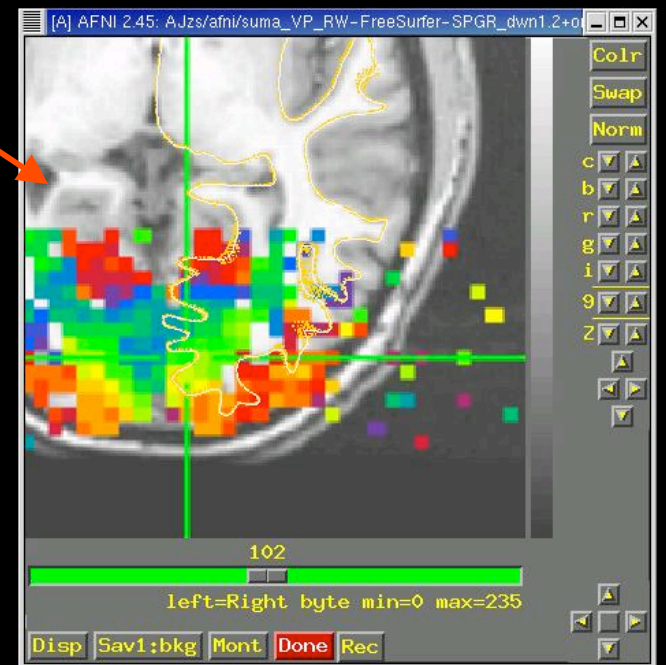 [A] AFNI 2.45: AJzs/afni/suma_VP_RW-FreeSurfer-SPGR_dwn1.2+o
Colr
Swap
Norm
c
b
r
g
i
9
Z
102
left=Right byte min=0 max=235
Disp Sav1:bkg Mont Done Rec